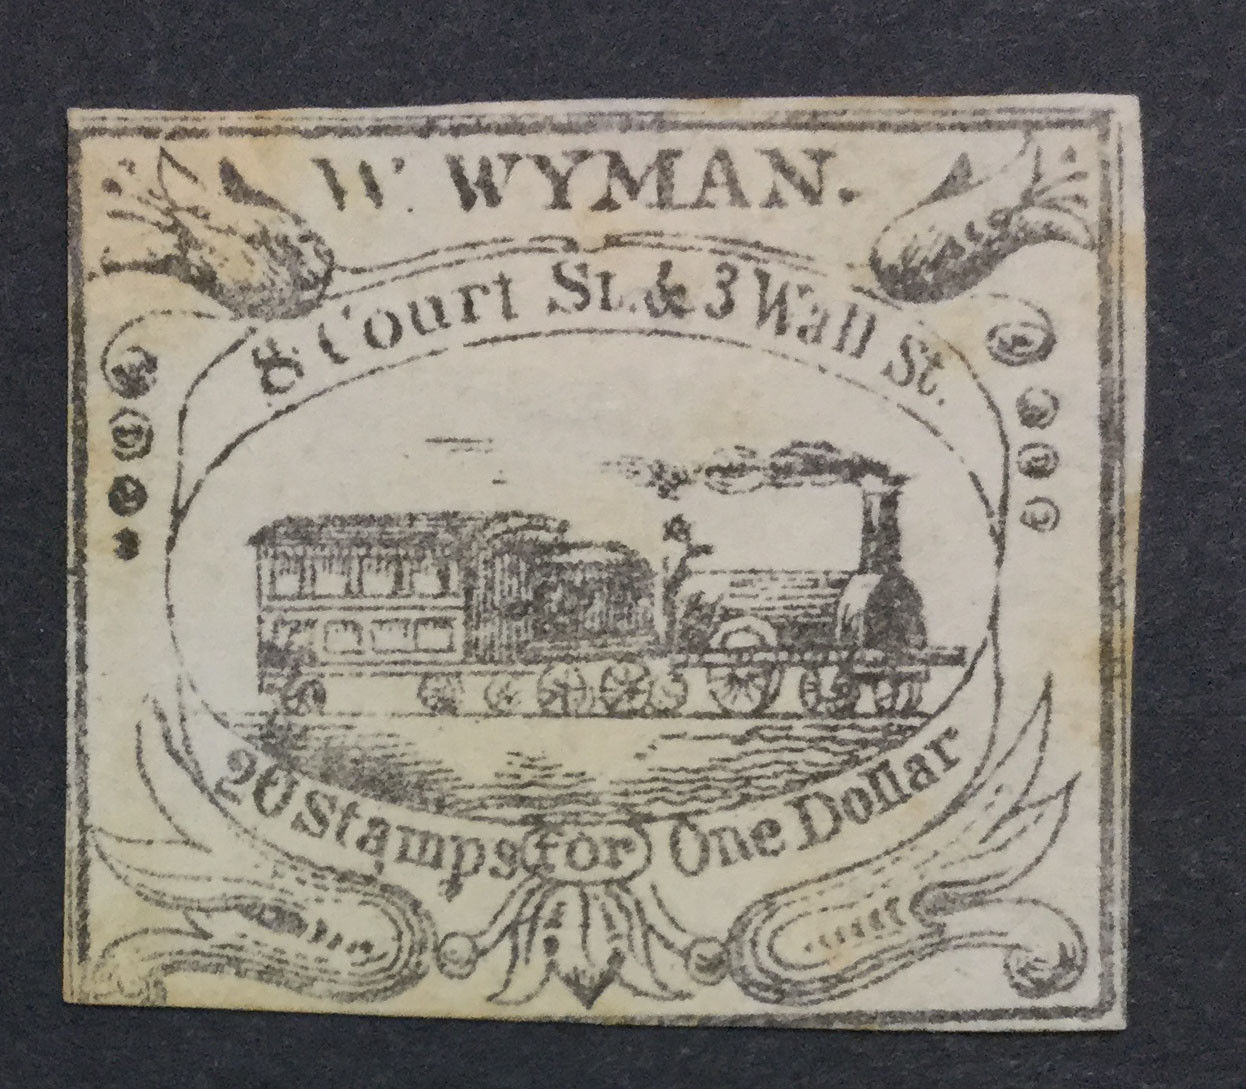 W. WYMAN.
8 Court St. & 3 Wall St.
20 Stamps for One Dollar